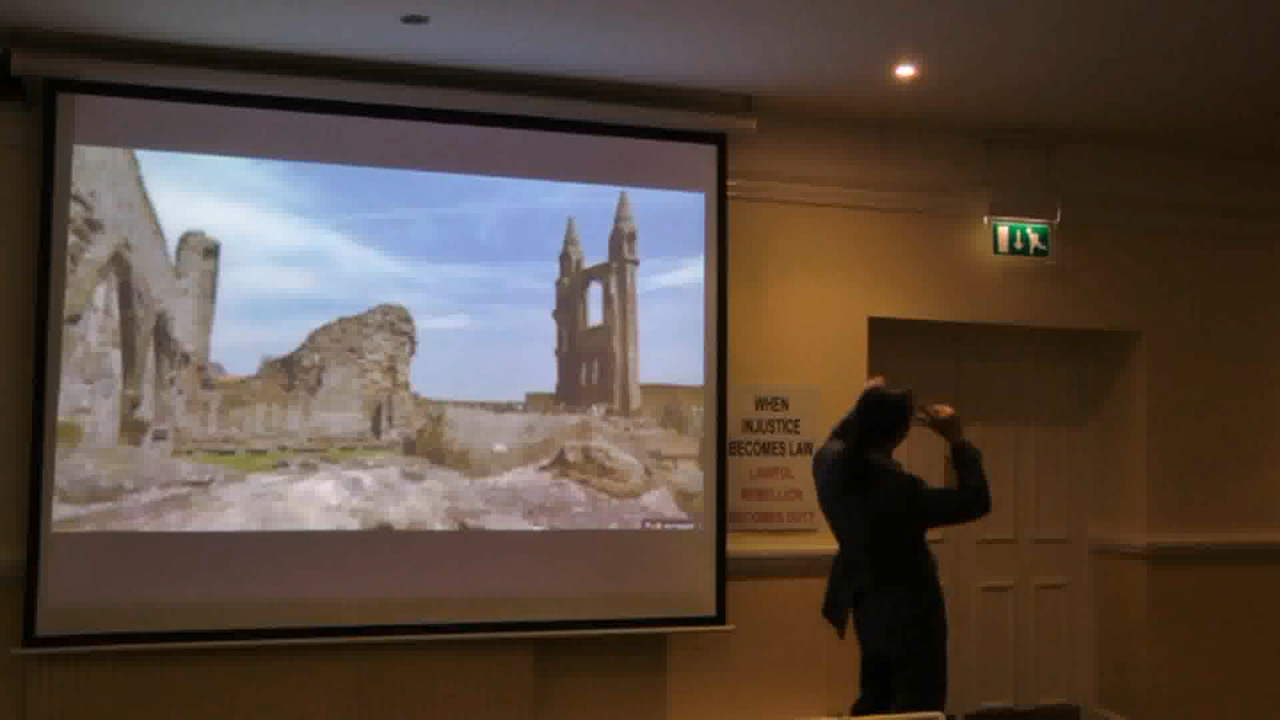 WHEN
INJUSTICE
BECOMES LAW
LAWFUL
REBELLION
BECOMES DUTY